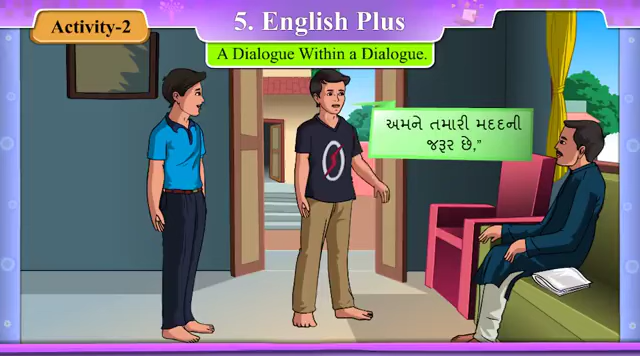 Activity-2
5. English Plus
A Dialogue Within a Dialogue.
અમને તમારી મદદની
જરૂર છે,"